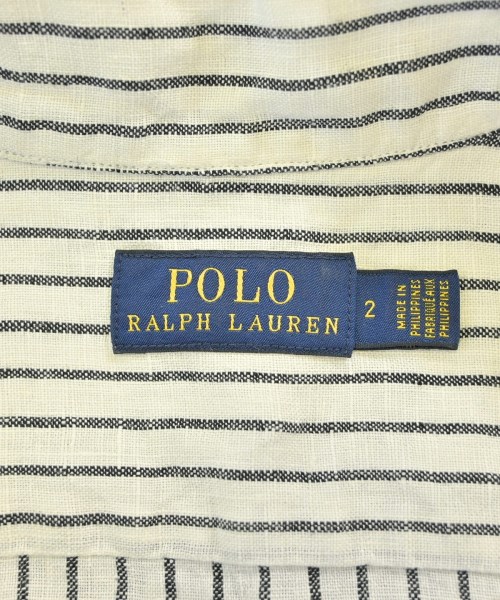 POLO
RALPH LAUREN
2
MADE IN
PHILIPPINES
FABRIQUÉ AUX
PHILIPPINES